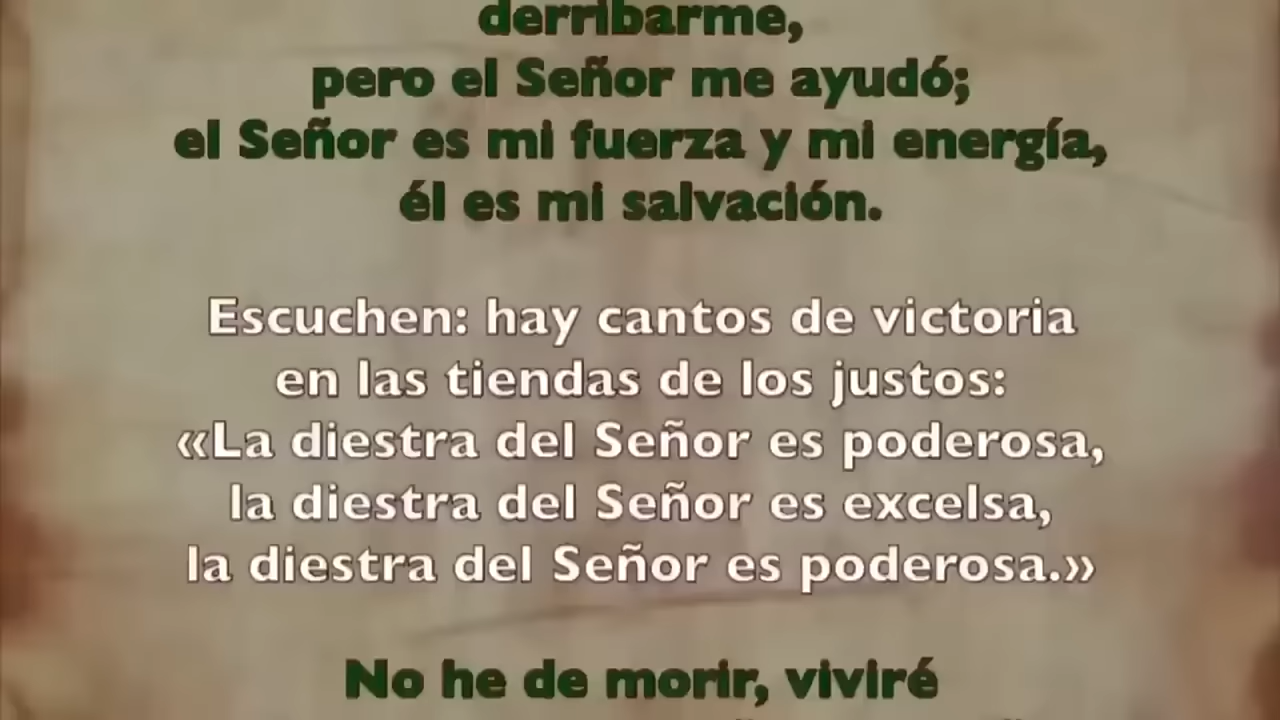 derribarme,
pero el Señor me ayudó;
el Señor es mi fuerza y mi energía,
él es mi salvación.
Escuchen: hay cantos de victoria
en las tiendas de los justos:
«La diestra del Señor es poderosa,
la diestra del Señor es excelsa,
la diestra del Señor es poderosa.»
No he de morir, viviré